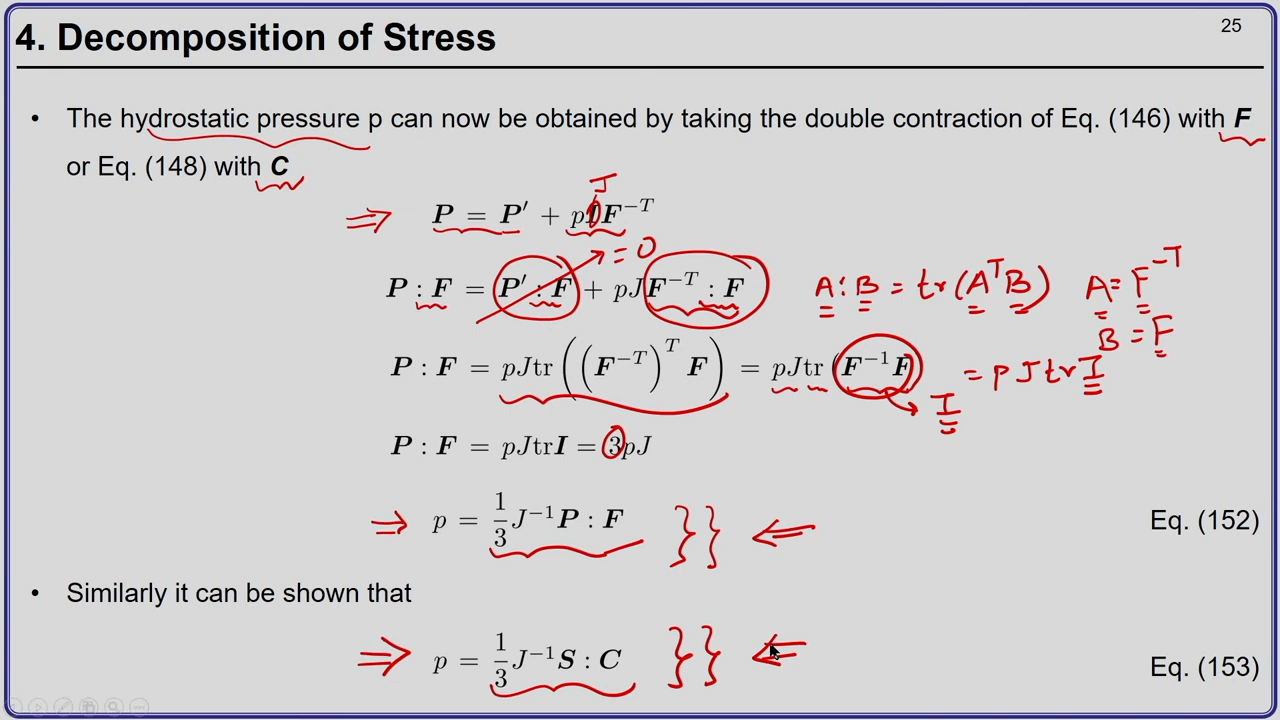 25
4. Decomposition of Stress
• The hydrostatic pressure p can now be obtained by taking the double contraction of Eq. (146) with F
or Eq. (148) with C
J
⇒ P = P′ + pIF^{-T}
= 0
P : F = P′ : F + pJF^{-T} : F A : B = tr(A^T B) A = F^{-T}
B = F
P : F = pJtr((F^{-T})^T F) = pJtr(F^{-1}F) = pJ tr I
I
P : F = pJtrI = 3pJ
⇒ p = 1/3 J^{-1}P : F }} ⇐ Eq. (152)
• Similarly it can be shown that
⇒ p = 1/3 J^{-1}S : C }} ⇐ Eq. (153)